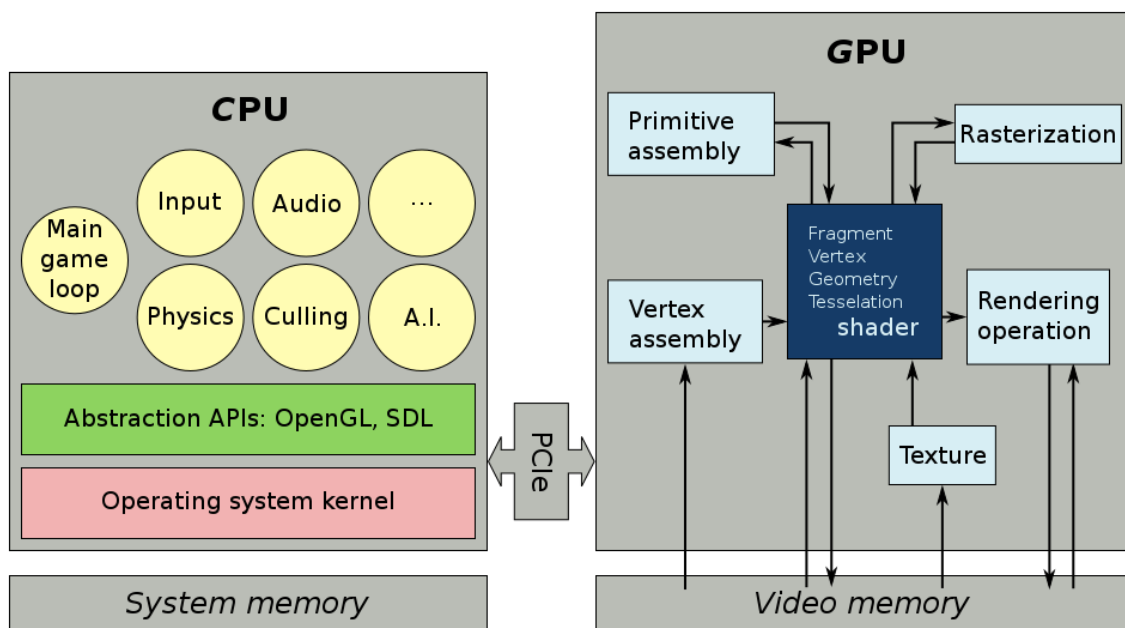 CPU
Main
game
loop
Input
Audio
...
Physics
Culling
A.I.
Abstraction APIs: OpenGL, SDL
Operating system kernel
System memory
PCIe
GPU
Primitive
assembly
Rasterization
Fragment
Vertex
Geometry
Tesselation
shader
Vertex
assembly
Rendering
operation
Texture
Video memory